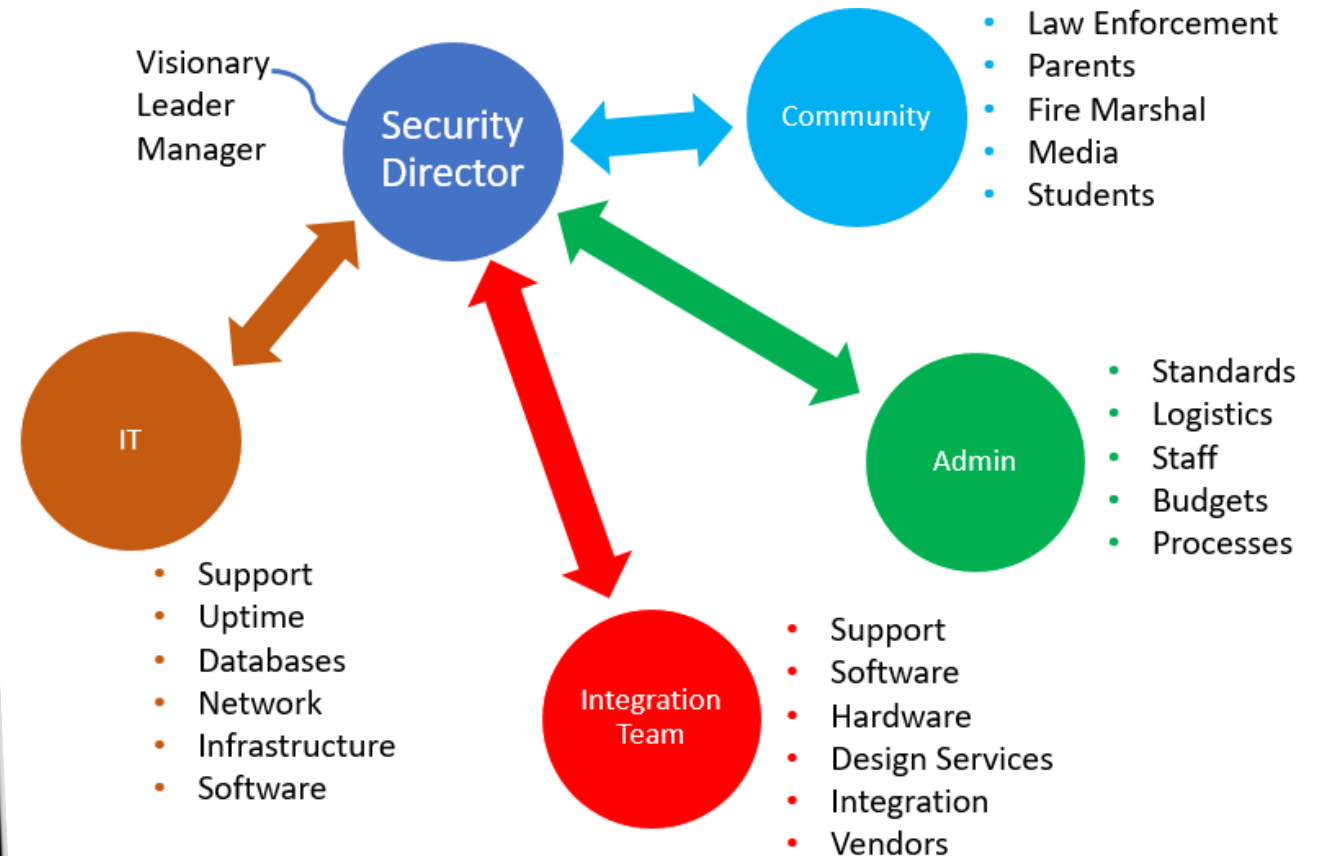 Visionary
Leader
Manager
Security
Director
Community
• Law Enforcement
• Parents
• Fire Marshal
• Media
• Students
IT
• Support
• Uptime
• Databases
• Network
• Infrastructure
• Software
Integration
Team
• Support
• Software
• Hardware
• Design Services
• Integration
• Vendors
Admin
• Standards
• Logistics
• Staff
• Budgets
• Processes